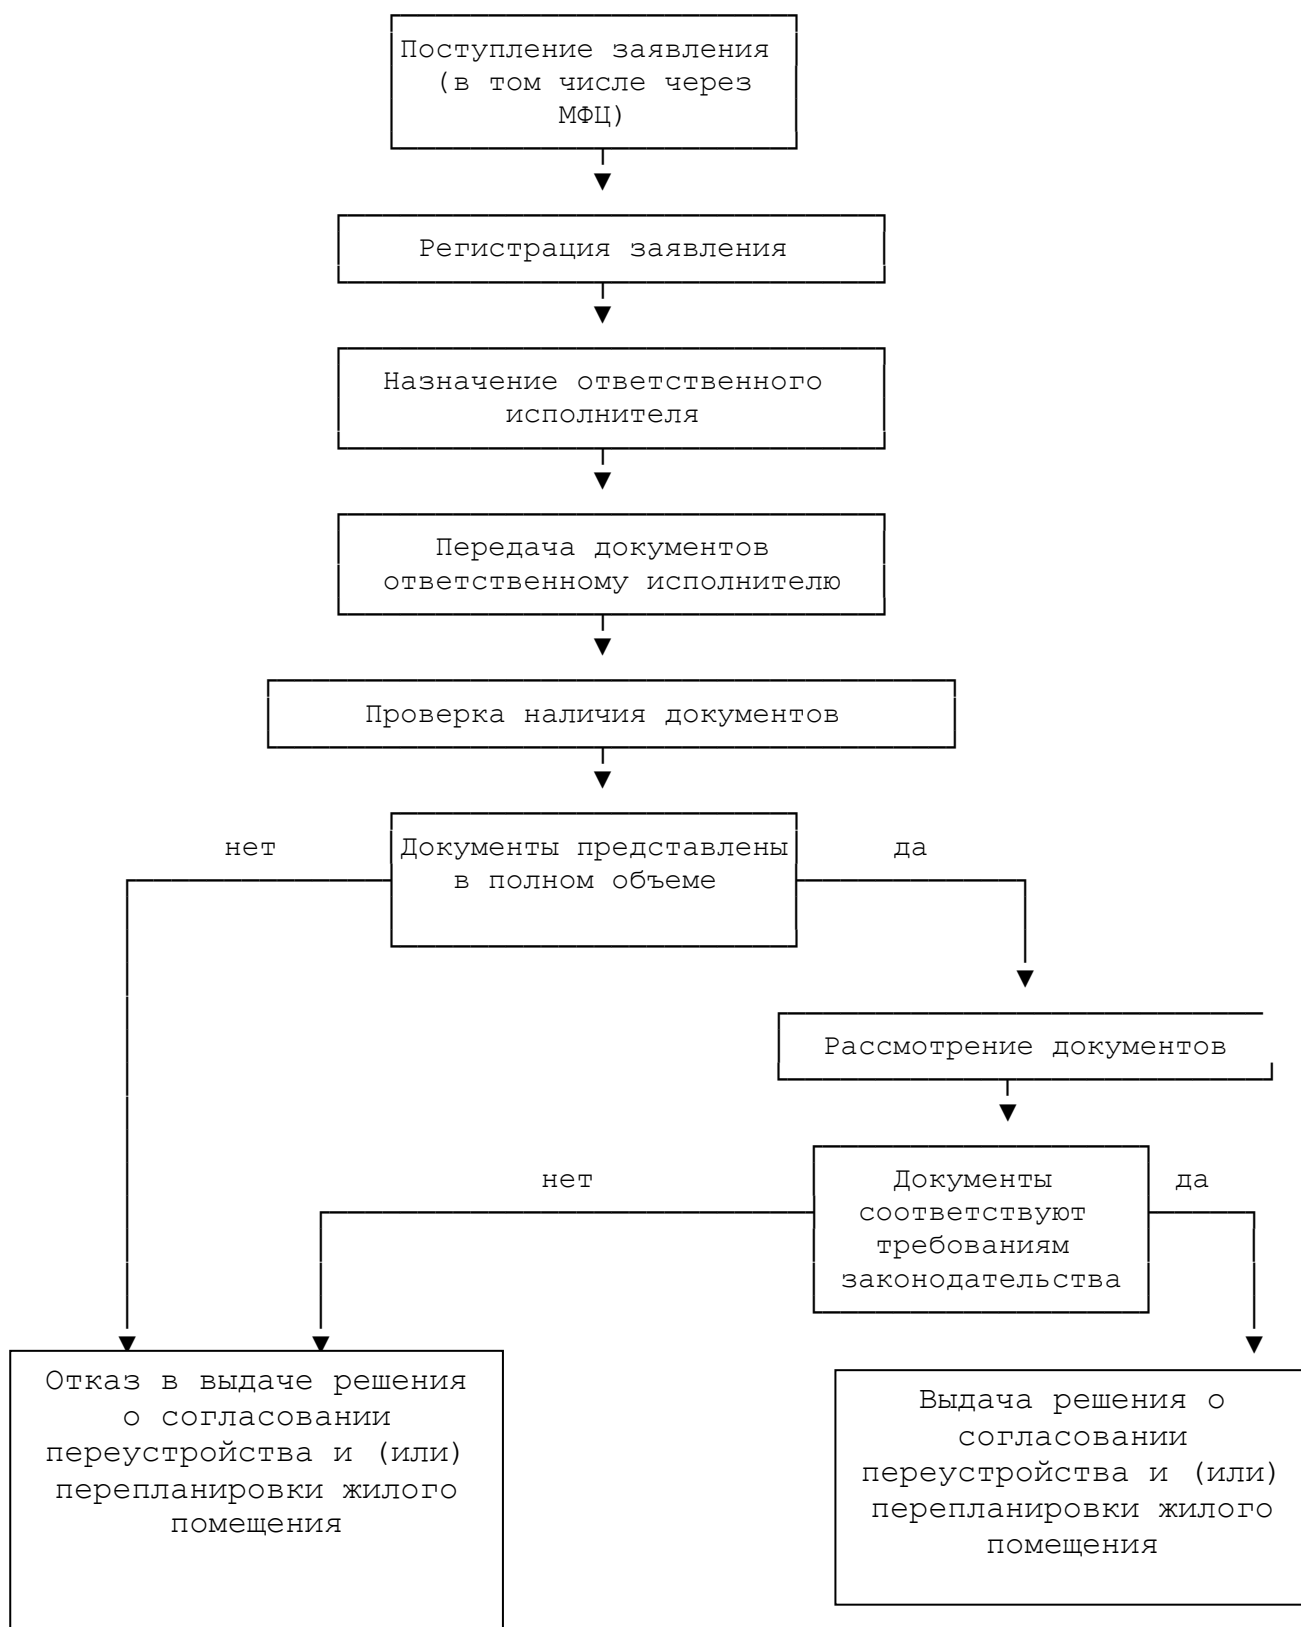 Поступление заявления
(в том числе через
МФЦ)
Регистрация заявления
Назначение ответственного
исполнителя
Передача документов
ответственному исполнителю
Проверка наличия документов
нет
Документы представлены
в полном объеме
да
Рассмотрение документов
нет
Документы
соответствуют
требованиям
законодательства
да
Отказ в выдаче решения
о согласовании
переустройства и (или)
перепланировки жилого
помещения
Выдача решения о
согласовании
переустройства и (или)
перепланировки жилого
помещения